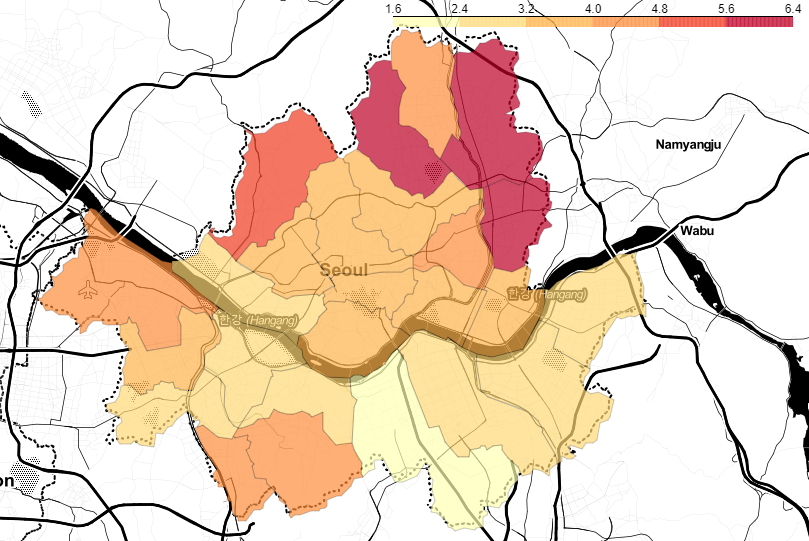 1.6 2.4 3.2 4.0 4.8 5.6 6.4
Namyangju
Wabu
Seoul
한강 (Hangang)
한강 (Hangang)
on